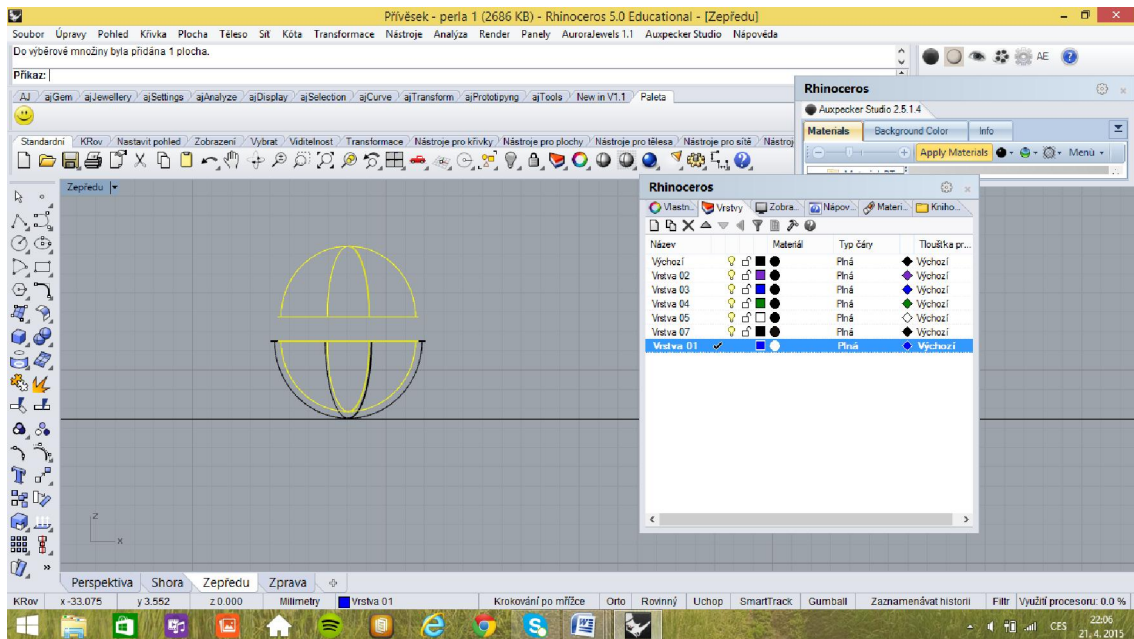 Přívěsek - perla 1 (2686 KB) - Rhinoceros 5.0 Educational - [Zepředu]
Soubor Úpravy Pohled Křivka Plocha Těleso Síť Kóta Transformace Nástroje Analýza Render Panely AuroraJewels 1.1 Auxpecker Studio Nápověda
Do výběrové množiny byla přidána 1 plocha.
Příkaz:
AE
AJ ajGem ajJewellery ajSettings ajAnalyze ajDisplay ajSelection ajCurve ajTransform ajPrototipyng ajTools New in V1.1 Paleta
Rhinoceros
Auxpecker Studio 2.5.1.4
Materials Background Color Info
Standardní KRov Nastavit pohled Zobrazení Vybrat Viditelnost Transformace Nástroje pro křivky Nástroje pro plochy Nástroje pro tělesa Nástroje pro sítě Nástroj
Apply Materials Menu
Zepředu
Rhinoceros
Vlastn... Vrstvy Zobra... Nápov... Materi... Kniho...
Název Materiál Typ čáry Tloušťka pr...
Výchozí Plná Výchozí
Vrstva 02 Plná Výchozí
Vrstva 03 Plná Výchozí
Vrstva 04 Plná Výchozí
Vrstva 05 Plná Výchozí
Vrstva 07 Plná Výchozí
Vrstva 01 Plná Výchozí
z
x
Perspektiva Shora Zepředu Zprava
KRov x -33.075 y 3.552 z 0.000 Milimetry Vrstva 01 Krokování po mřížce Orto Rovinný Uchop SmartTrack Gumball Zaznamenávat historii Filtr Využití procesoru: 0.0 %
CES 22:06
21. 4. 2015